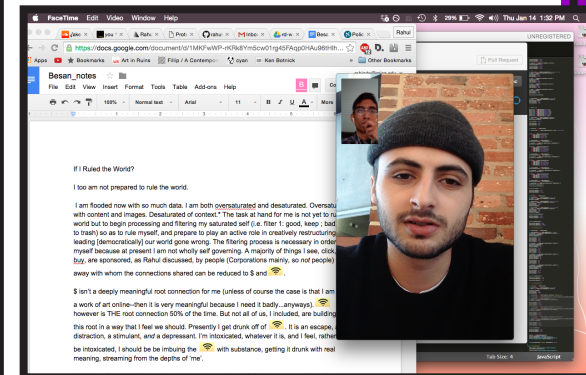 FaceTime Edit Video Window Help
29% Thu Jan 14 1:32 PM
Rahul
https://docs.google.com/document/d/
UNREGISTERED
Apps Bookmarks Art in Ruins Filip / A Contempor cyan Ken Botnick » Other Bookmarks
Pull Request
Besan_notes
File Edit View Insert Format Tools Table Add-ons Help
100% Normal text Arial 11 B I U A More
If I Ruled the World?
I too am not prepared to rule the world.
I am flooded now with so much data. I am both oversaturated and desaturated. Oversatu
with content and images. Desaturated of context.* The task at hand for me is not yet to ru
world but to begin processing and filtering my saturated self (i.e. filter 1: good, keep ; bad
to trash) so as to rule myself, and prepare to play an active role in creatively restructuring
leading [democratically] our world gone wrong. The filtering process is necessary in order
myself because at present I am not wholly self governing. A majority of things I see, click,
buy, are sponsored, as Rahul discussed, by people (Corporations mainly, so not people)
away with whom the connections shared can be reduced to $ and
$ isn't a deeply meaningful root connection for me (unless of course the case is that I am
a work of art online--then it is very meaningful because I need it badly...anyways).
however is THE root connection 50% of the time. But not all of us, I included, are building
this root in a way that I feel we should. Presently I get drunk off of . It is an escape,
distraction, a stimulant, and a depressant. I'm intoxicated, whatever it is, and I feel, rather
be intoxicated, I should be be imbuing the with substance, getting it drunk with real
meaning, streaming from the depths of 'me'.
Tab Size: 4 JavaScript